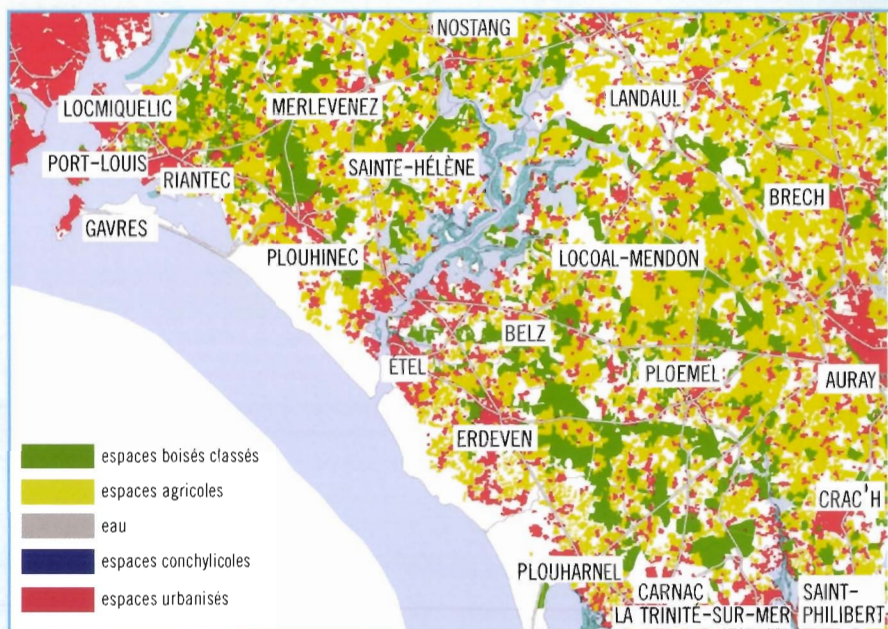 NOSTANG
LOCMIQUELIC
MERLEVENEZ
LANDAUL
PORT-LOUIS
RIANTEC
SAINTE-HÉLÈNE
BRECH
GAVRES
PLOUHINEC
LOCOAL-MENDON
BELZ
ÉTEL
PLOEMEL
AURAY
ERDEVEN
espaces boisés classés
espaces agricoles
eau
espaces conchylicoles
espaces urbanisés
CRAC'H
PLOUHARNEL
CARNAC
LA TRINITÉ-SUR-MER
SAINT-
PHILIBERT